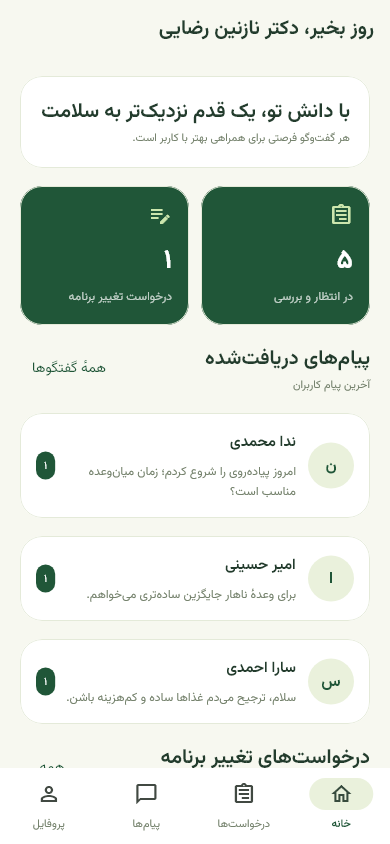 روز بخیر، دکتر نازنین رضایی
با دانش تو، یک قدم نزدیک‌تر به سلامت
هر گفت‌وگو فرصتی برای همراهی بهتر با کاربر است.
۵
در انتظار و بررسی
۱
درخواست تغییر برنامه
پیام‌های دریافت‌شده
همهٔ گفتگوها
آخرین پیام کاربران
ن
ندا محمدی
امروز پیاده‌روی را شروع کردم؛ زمان میان‌وعده
مناسب است؟
۱
ا
امیر حسینی
برای وعدهٔ ناهار جایگزین ساده‌تری می‌خواهم.
۱
س
سارا احمدی
سلام، ترجیح می‌دم غذاها ساده و کم‌هزینه باشن.
۱
درخواست‌های تغییر برنامه
خانه
درخواست‌ها
پیام‌ها
پروفایل